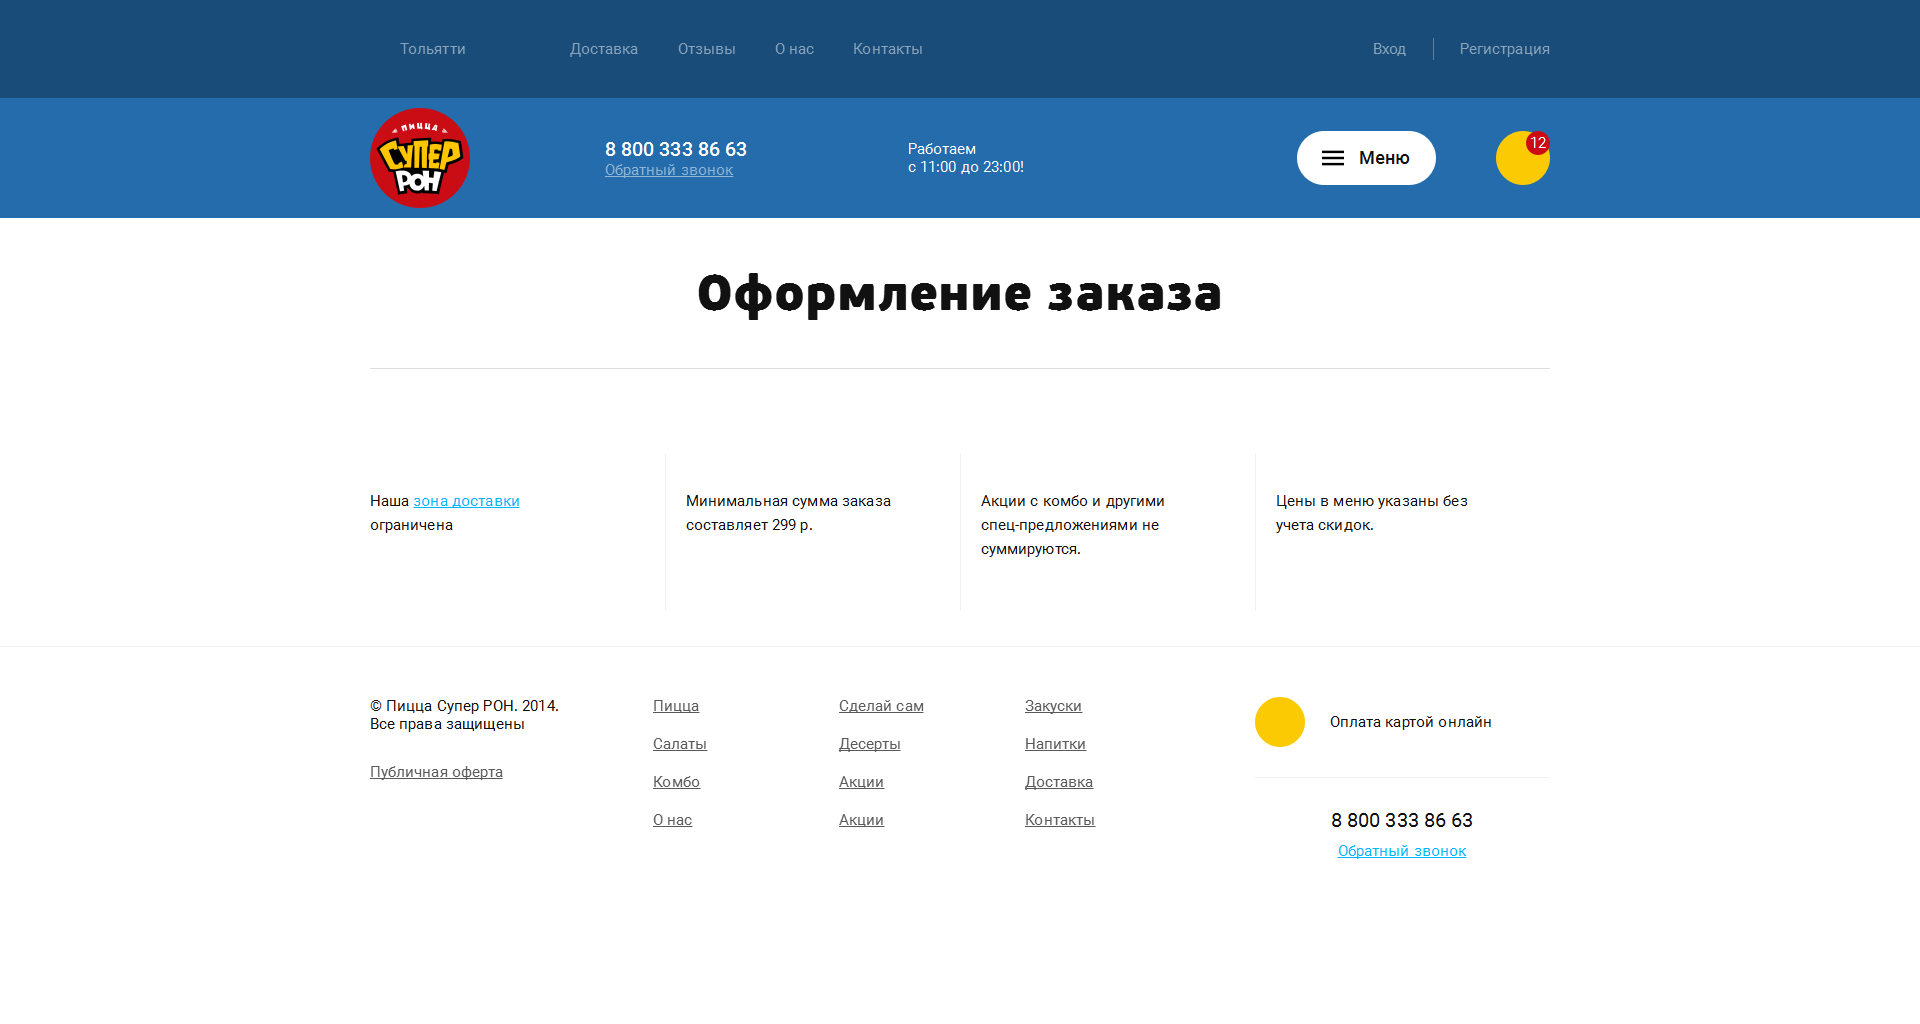 Тольятти
Доставка
Отзывы
О нас
Контакты
Вход
Регистрация
ПИЦЦА
СУПЕР
РОН
8 800 333 86 63
Обратный звонок
Работаем
с 11:00 до 23:00!
Меню
12
Оформление заказа
Наша зона доставки
ограничена
Минимальная сумма заказа
составляет 299 р.
Акции с комбо и другими
спец-предложениями не
суммируются.
Цены в меню указаны без
учета скидок.
© Пицца Супер РОН. 2014.
Все права защищены
Публичная оферта
Пицца
Салаты
Комбо
О нас
Сделай сам
Десерты
Акции
Акции
Закуски
Напитки
Доставка
Контакты
Оплата картой онлайн
8 800 333 86 63
Обратный звонок